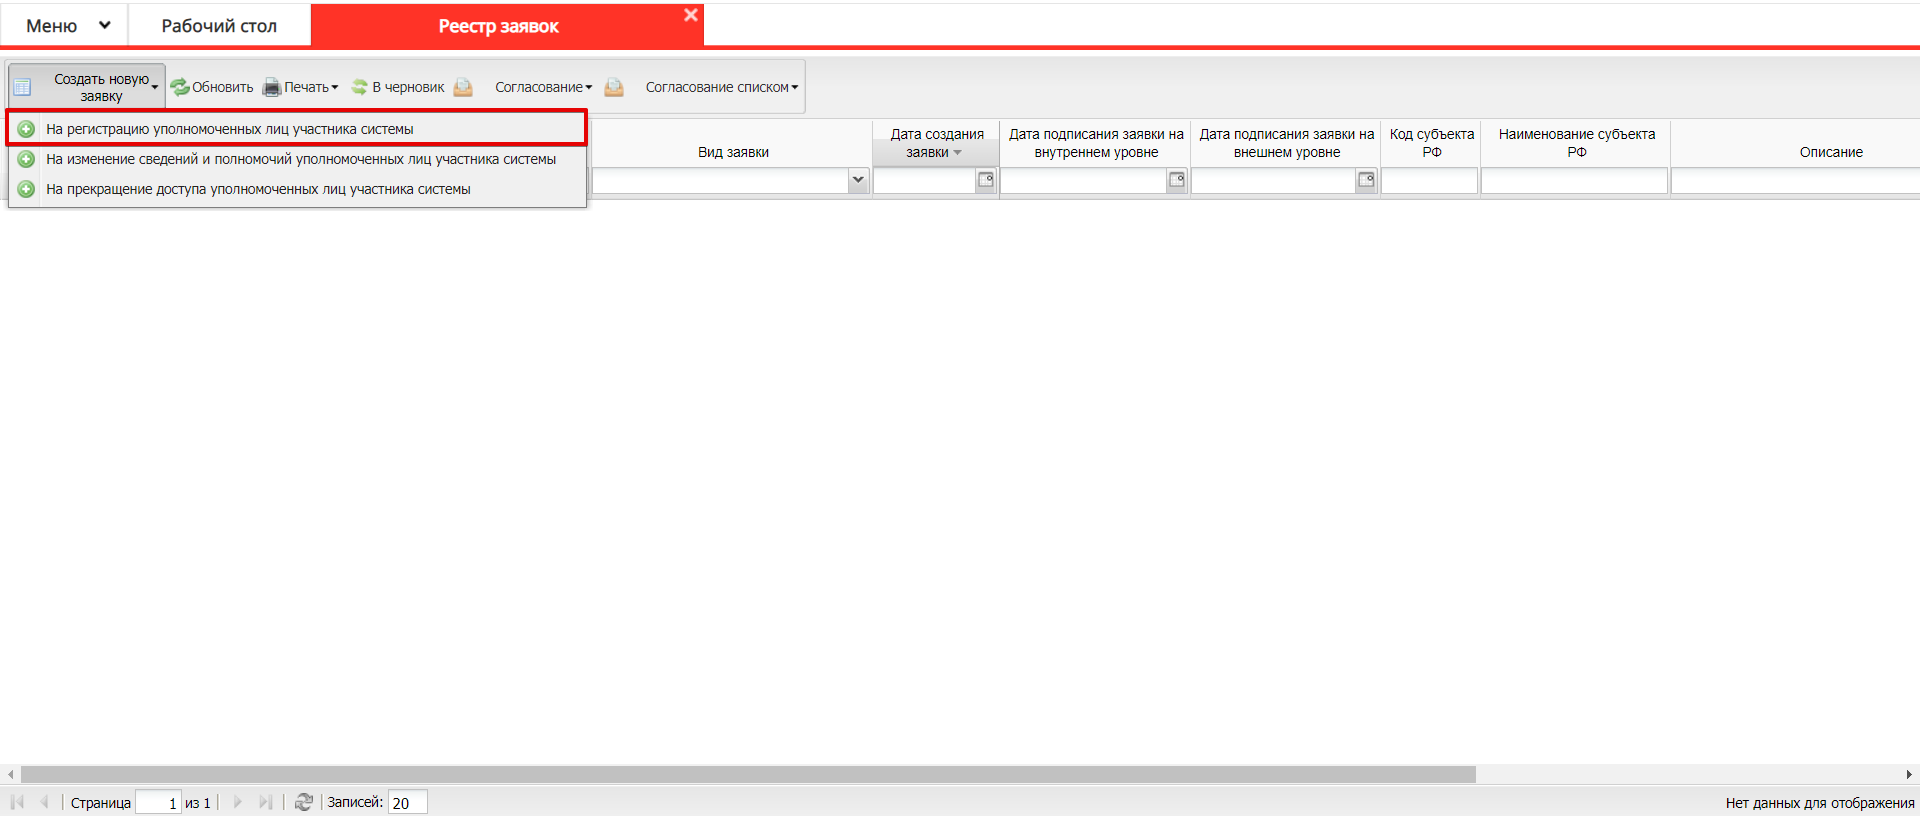 Меню
Рабочий стол
Реестр заявок
Создать новую
заявку
Обновить
Печать
В черновик
Согласование
Согласование списком
На регистрацию уполномоченных лиц участника системы
На изменение сведений и полномочий уполномоченных лиц участника системы
На прекращение доступа уполномоченных лиц участника системы
Вид заявки
Дата создания
заявки
Дата подписания заявки на
внутреннем уровне
Дата подписания заявки на
внешнем уровне
Код субъекта
РФ
Наименование субъекта
РФ
Описание
Страница 1 из 1
Записей: 20
Нет данных для отображения